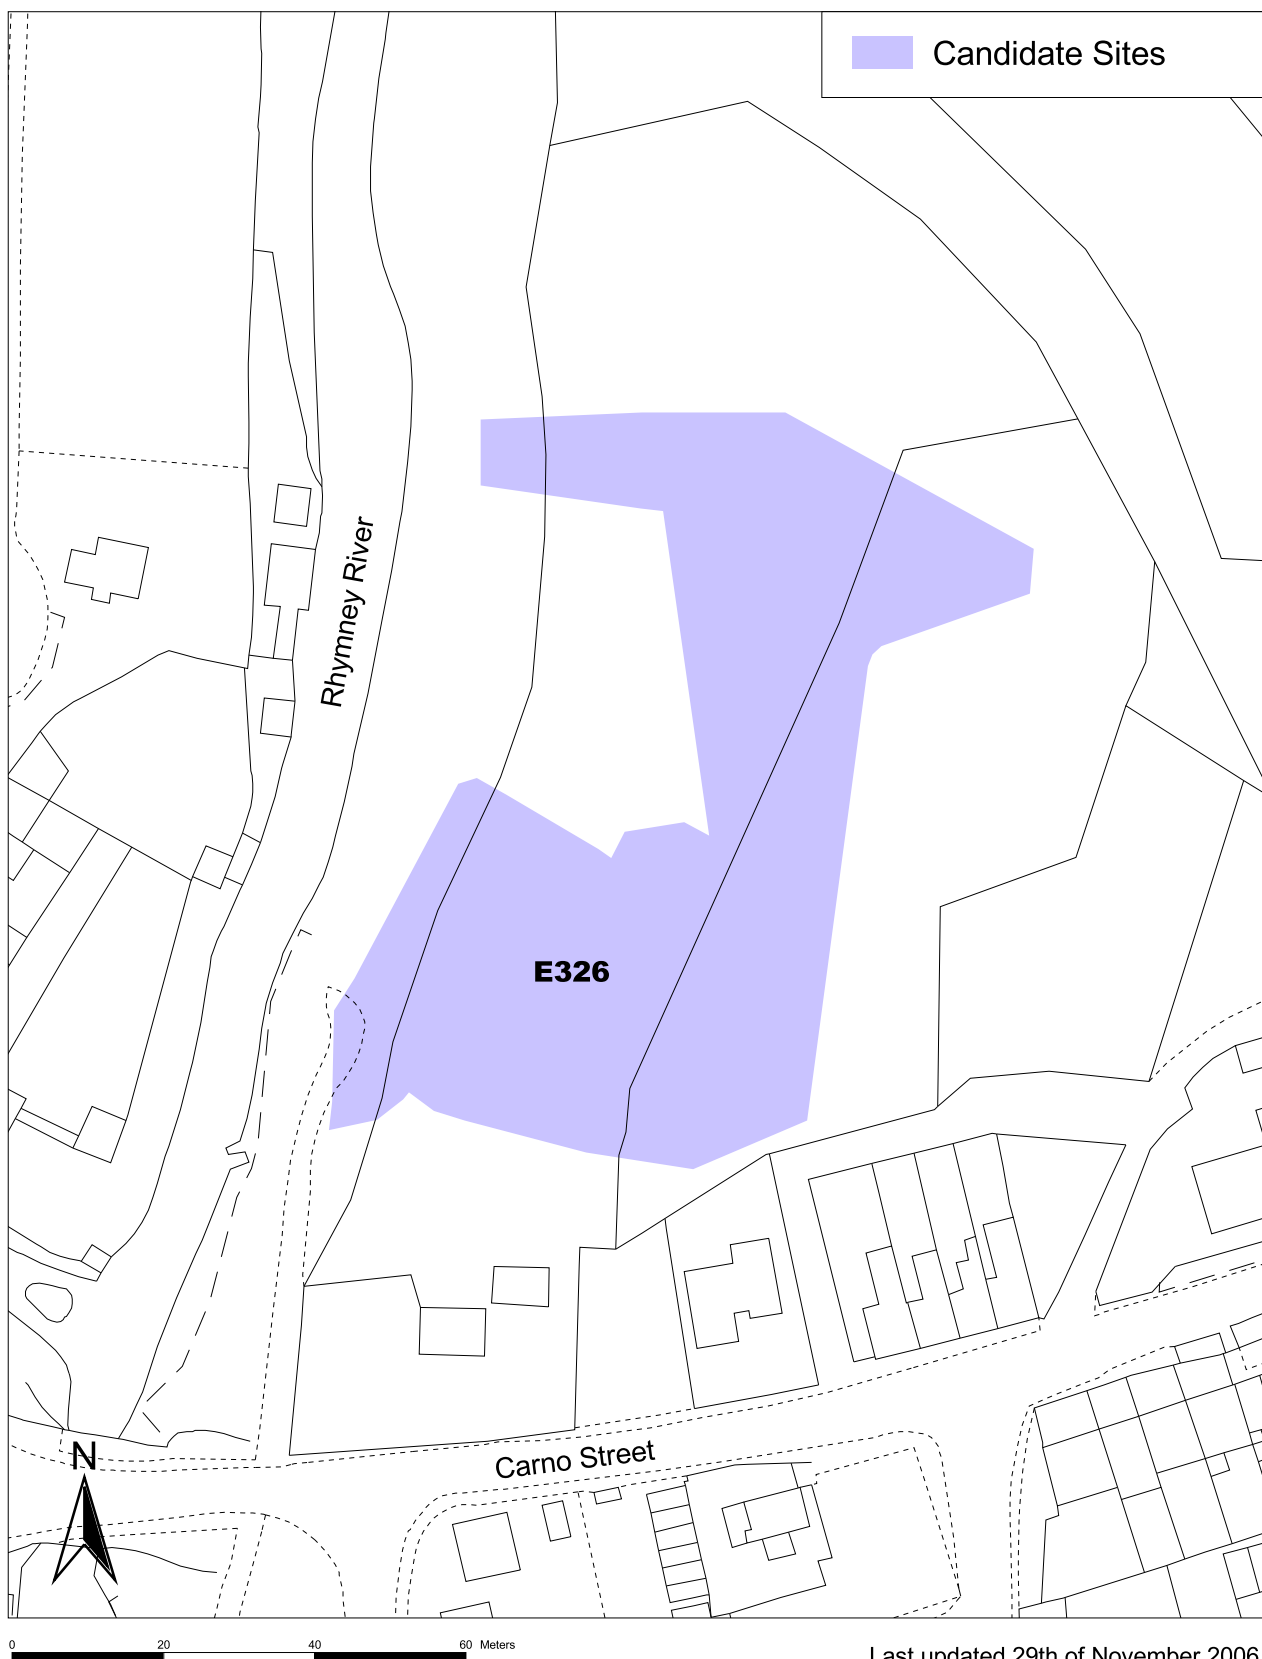 Candidate Sites
Rhymney River
E326
Carno Street
N
0 20 40 60 Meters
Last updated 29th of November 2006